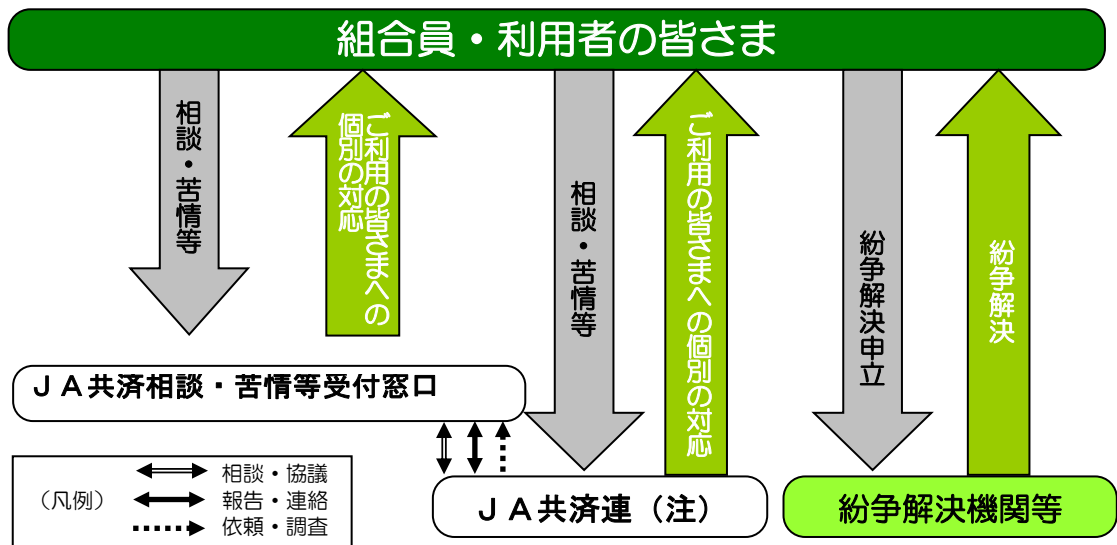 組合員・利用者の皆さま
相談・苦情等
ご利用の皆さまへの
個別の対応
相談・苦情等
ご利用の皆さまへ の個別の対応
紛争解決申立
紛争解決
ＪＡ共済相談・苦情等受付窓口
（凡例）
相談・協議
報告・連絡
依頼・調査
ＪＡ共済連（注）
紛争解決機関等